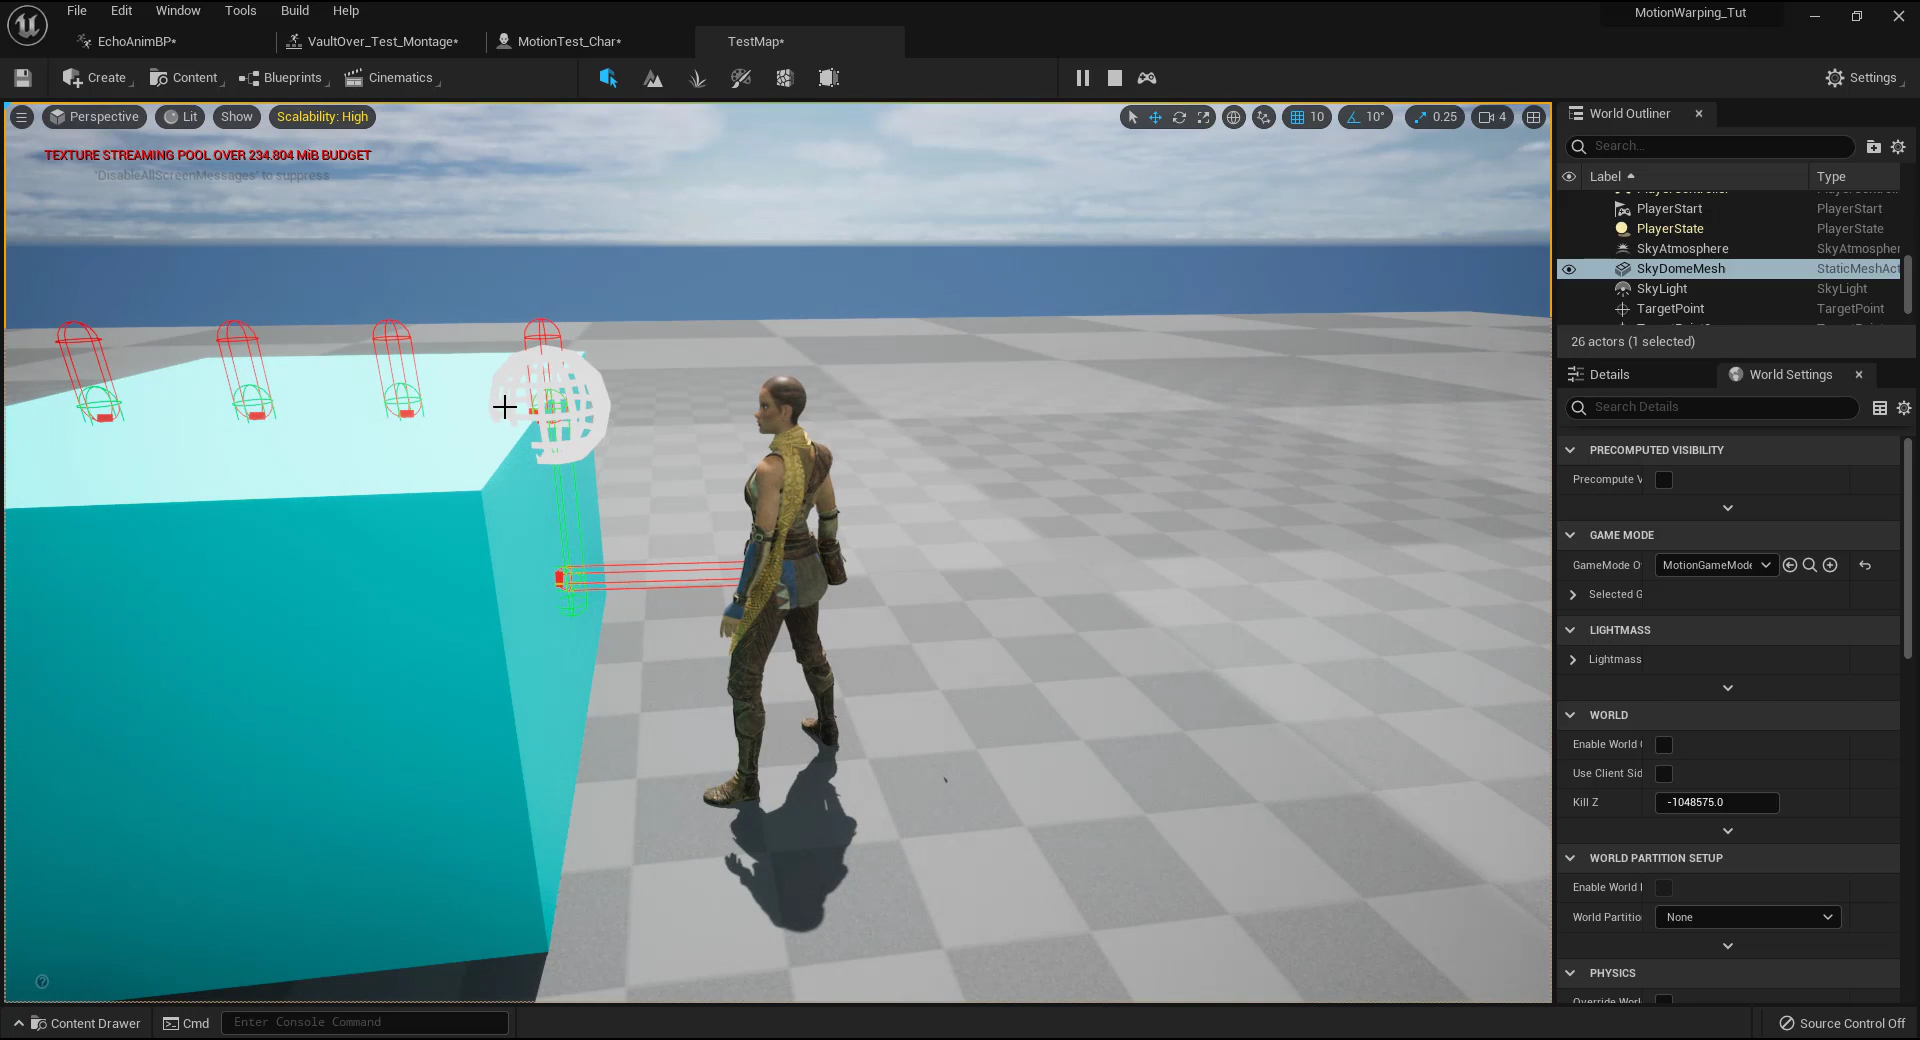 File Edit Window Tools Build Help
MotionWarping_Tut
EchoAnimBP*
VaultOver_Test_Montage*
MotionTest_Char*
TestMap*
Create
Content
Blueprints
Cinematics
Settings
Perspective
Lit
Show
Scalability: High
10
10°
0.25
4
TEXTURE STREAMING POOL OVER 234.804 MiB BUDGET
'DisableAllScreenMessages' to suppress
World Outliner
Search...
Label
Type
PlayerStart PlayerStart
PlayerState PlayerState
SkyAtmosphere SkyAtmospher
SkyDomeMesh StaticMeshAct
SkyLight SkyLight
TargetPoint TargetPoint
26 actors (1 selected)
Details
World Settings
Search Details
PRECOMPUTED VISIBILITY
Precompute V
GAME MODE
GameMode O
MotionGameMode
Selected G
LIGHTMASS
Lightmass
WORLD
Enable World
Use Client Sid
Kill Z
-1048575.0
WORLD PARTITION SETUP
Enable World
World Partitio
None
PHYSICS
Override Worl
Content Drawer
Cmd
Enter Console Command
Source Control Off